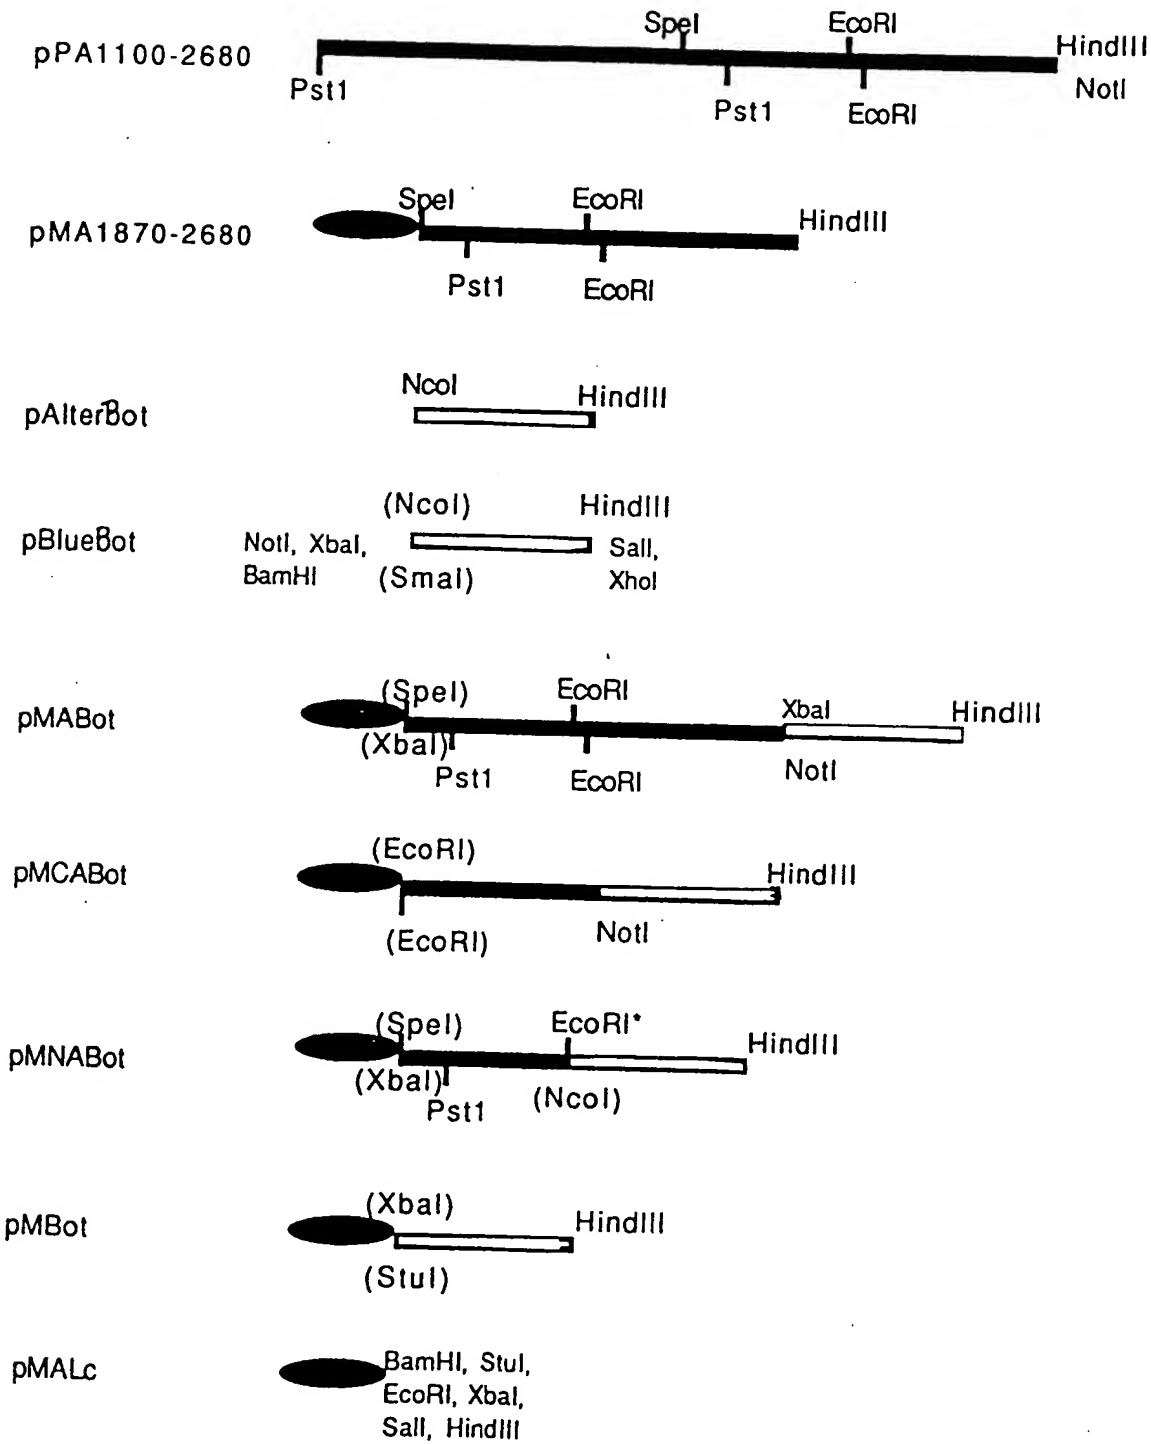 pPA1100-2680
SpeI
EcoRI
HindIII
Pst1
Pst1
EcoRI
NotI
pMA1870-2680
SpeI
EcoRI
HindIII
Pst1
EcoRI
pAlterBot
NcoI
HindIII
pBlueBot
(NcoI)
HindIII
NotI, XbaI,
BamHI
(SmaI)
SalI,
XhoI
pMABot
(SpeI)
EcoRI
XbaI
HindIII
(XbaI)
Pst1
EcoRI
NotI
pMCABot
(EcoRI)
HindIII
(EcoRI)
NotI
pMNABot
(SpeI)
EcoRI*
HindIII
(XbaI)
Pst1
(NcoI)
pMBot
(XbaI)
HindIII
(StuI)
pMALc
BamHI, StuI,
EcoRI, XbaI,
SalI, HindIII